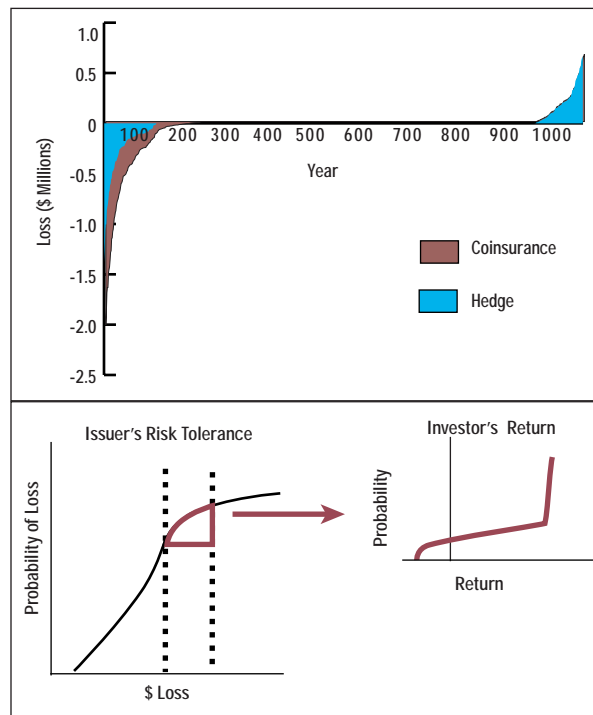 1.0
0.5
0
-0.5
-1.0
-1.5
-2.0
-2.5
Loss ($ Millions)
100 200 300 400 500 600 700 800 900 1000
Year
Coinsurance
Hedge
Issuer's Risk Tolerance
Probability of Loss
$ Loss
Investor's Return
Probability
Return